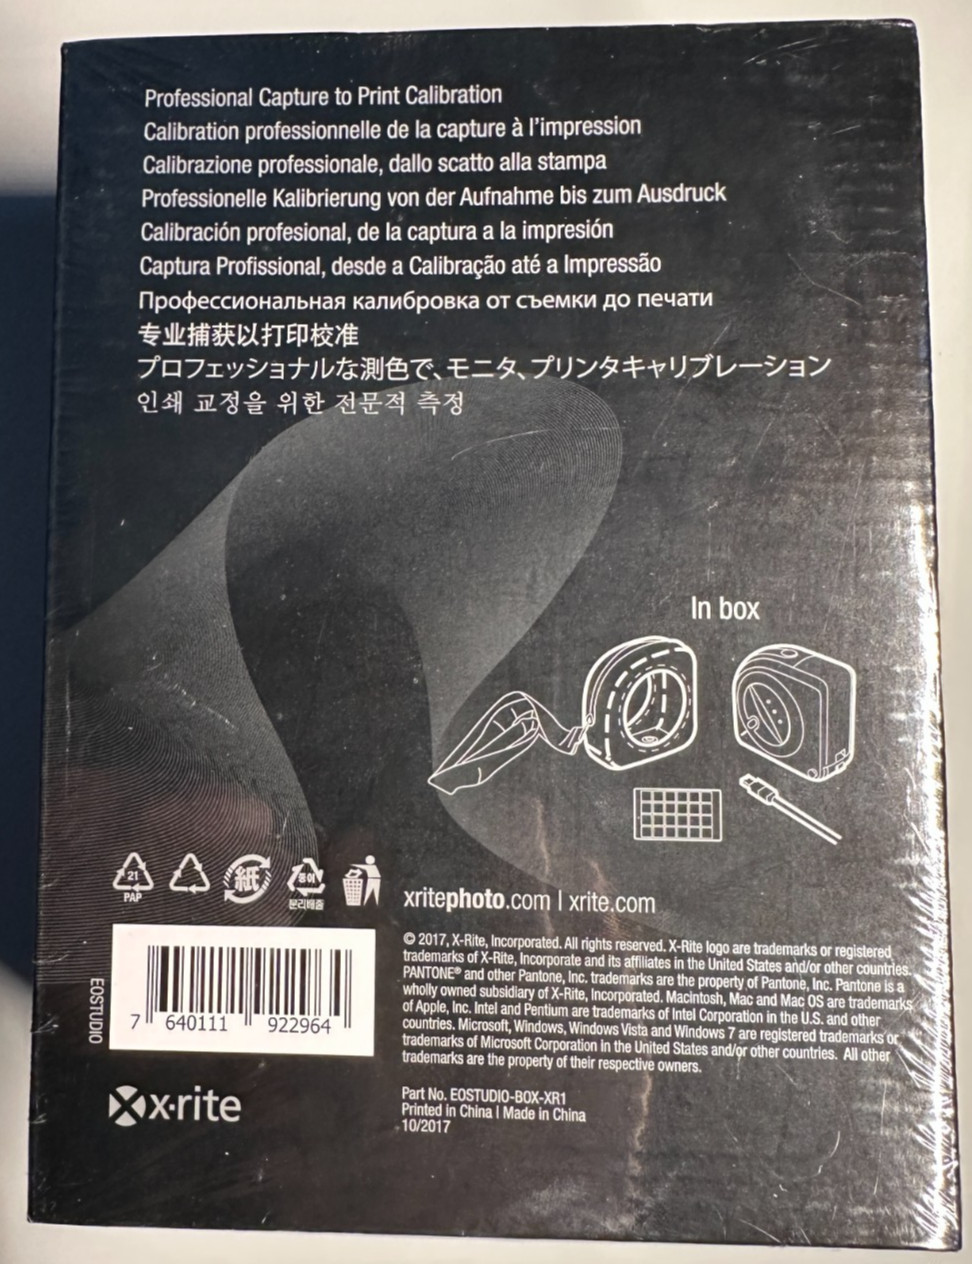 Professional Capture to Print Calibration
Calibration professionnelle de la capture à l'impression
Calibrazione professionale, dallo scatto alla stampa
Professionelle Kalibrierung von der Aufnahme bis zum Ausdruck
Calibración profesional, de la captura a la impresión
Captura Profissional, desde a Calibração até a Impressão
Профессиональная калибровка от съемки до печати
专业捕获以打印校准
プロフェッショナルな測色で、モニタ、プリンタキャリブレーション
인쇄 교정을 위한 전문적 측정
In box
21
PAP
紙
종이
분리배출
xritephoto.com | xrite.com
© 2017, X-Rite, Incorporated. All rights reserved. X-Rite logo are trademarks or registered
trademarks of X-Rite, Incorporate and its affiliates in the United States and/or other countries.
PANTONE® and other Pantone, Inc. trademarks are the property of Pantone, Inc. Pantone is a
wholly owned subsidiary of X-Rite, Incorporated. Macintosh, Mac and Mac OS are trademarks
of Apple, Inc. Intel and Pentium are trademarks of Intel Corporation in the U.S. and other
countries. Microsoft, Windows, Windows Vista and Windows 7 are registered trademarks or
trademarks of Microsoft Corporation in the United States and/or other countries. All other
trademarks are the property of their respective owners.
EOSTUDIO
7 640111 922964
x·rite
Part No. EOSTUDIO-BOX-XR1
Printed in China | Made in China
10/2017